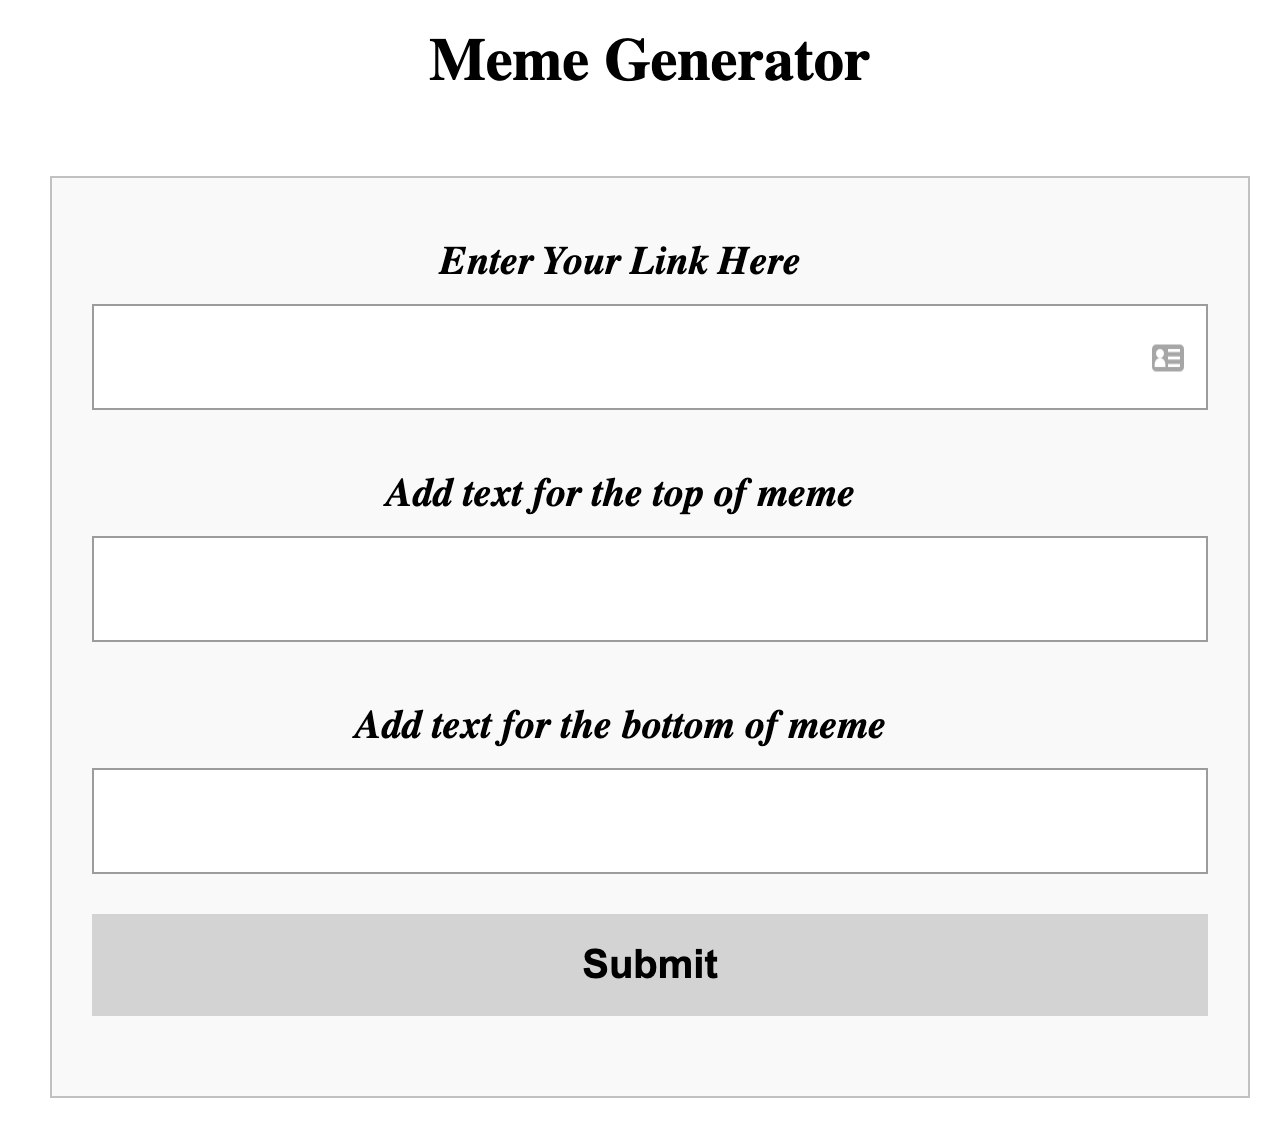 Meme Generator
Enter Your Link Here
Add text for the top of meme
Add text for the bottom of meme
Submit